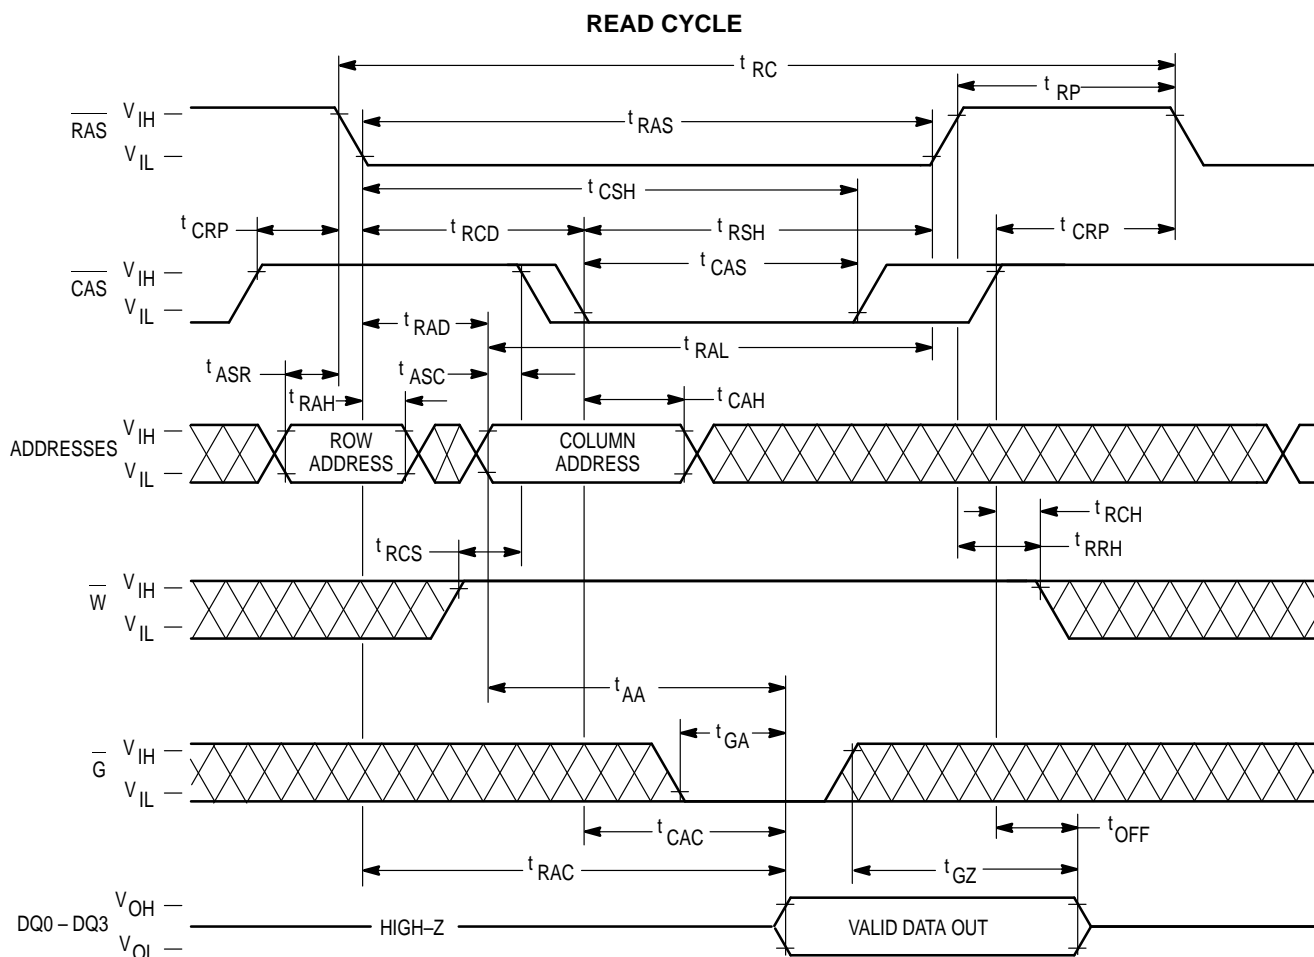 READ CYCLE
t RC
t RP
RAS
V IH
V IL
t RAS
t CSH
t CRP
t RCD
t RSH
t CRP
CAS
V IH
V IL
t CAS
t RAD
t RAL
t ASR
t ASC
t RAH
t CAH
ADDRESSES
V IH
V IL
ROW ADDRESS
COLUMN ADDRESS
t RCH
t RCS
t RRH
W
V IH
V IL
t AA
t GA
G
V IH
V IL
t CAC
t OFF
t RAC
t GZ
DQ0 – DQ3
V OH
V OL
HIGH–Z
VALID DATA OUT